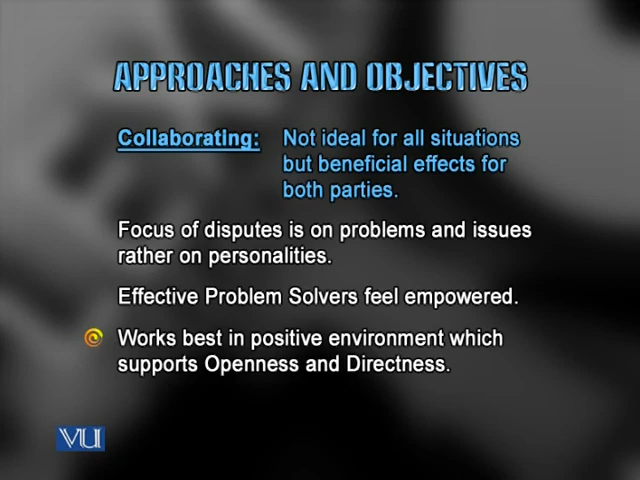 APPROACHES AND OBJECTIVES
Collaborating: Not ideal for all situations
but beneficial effects for
both parties.
Focus of disputes is on problems and issues
rather on personalities.
Effective Problem Solvers feel empowered.
Works best in positive environment which
supports Openness and Directness.
VU